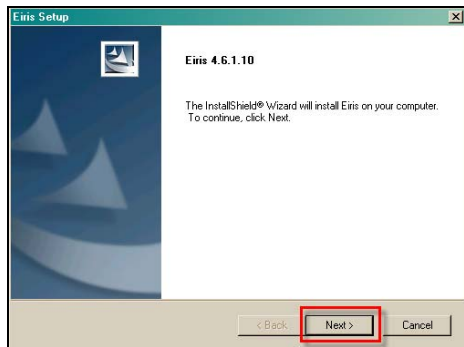 Eiris Setup
Eiris 4.6.1.10
The InstallShield® Wizard will install Eiris on your computer.
To continue, click Next.
< Back
Next >
Cancel